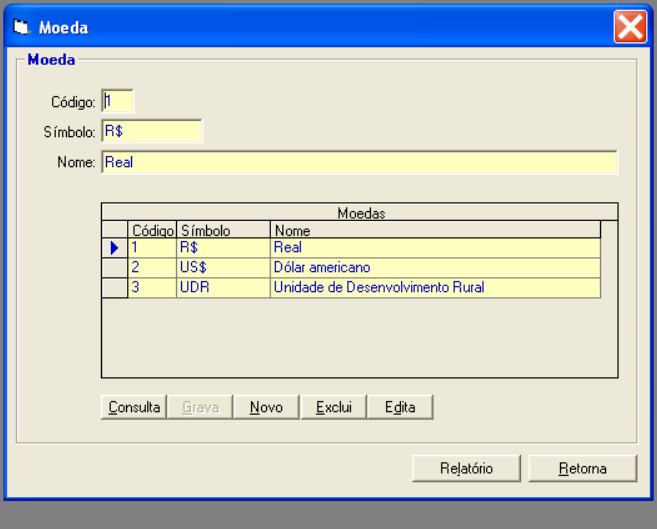 Moeda
Moeda
Código: 1
Símbolo: R$
Nome: Real
Moedas
Código Símbolo Nome
1 R$ Real
2 US$ Dólar americano
3 UDR Unidade de Desenvolvimento Rural
Consulta Grava Novo Exclui Edita
Relatório Retorna